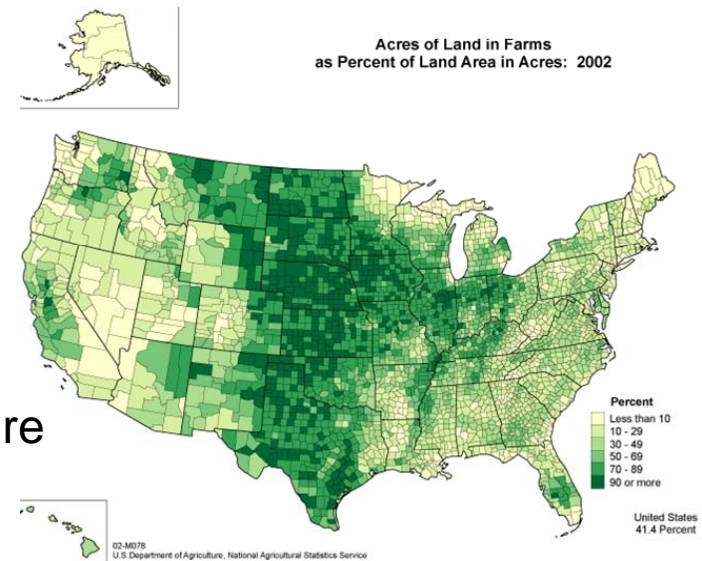 Acres of Land in Farms
as Percent of Land Area in Acres: 2002
re
Percent
Less than 10
10 - 29
30 - 49
50 - 69
70 - 89
90 or more
United States
41.4 Percent
02-M078
U.S. Department of Agriculture, National Agricultural Statistics Service